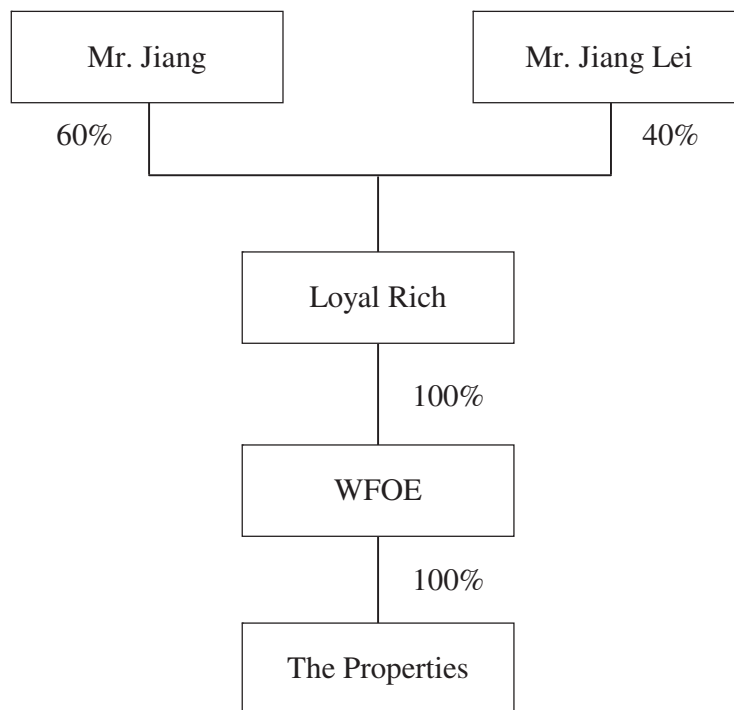 Mr. Jiang
Mr. Jiang Lei
60%
40%
Loyal Rich
100%
WFOE
100%
The Properties